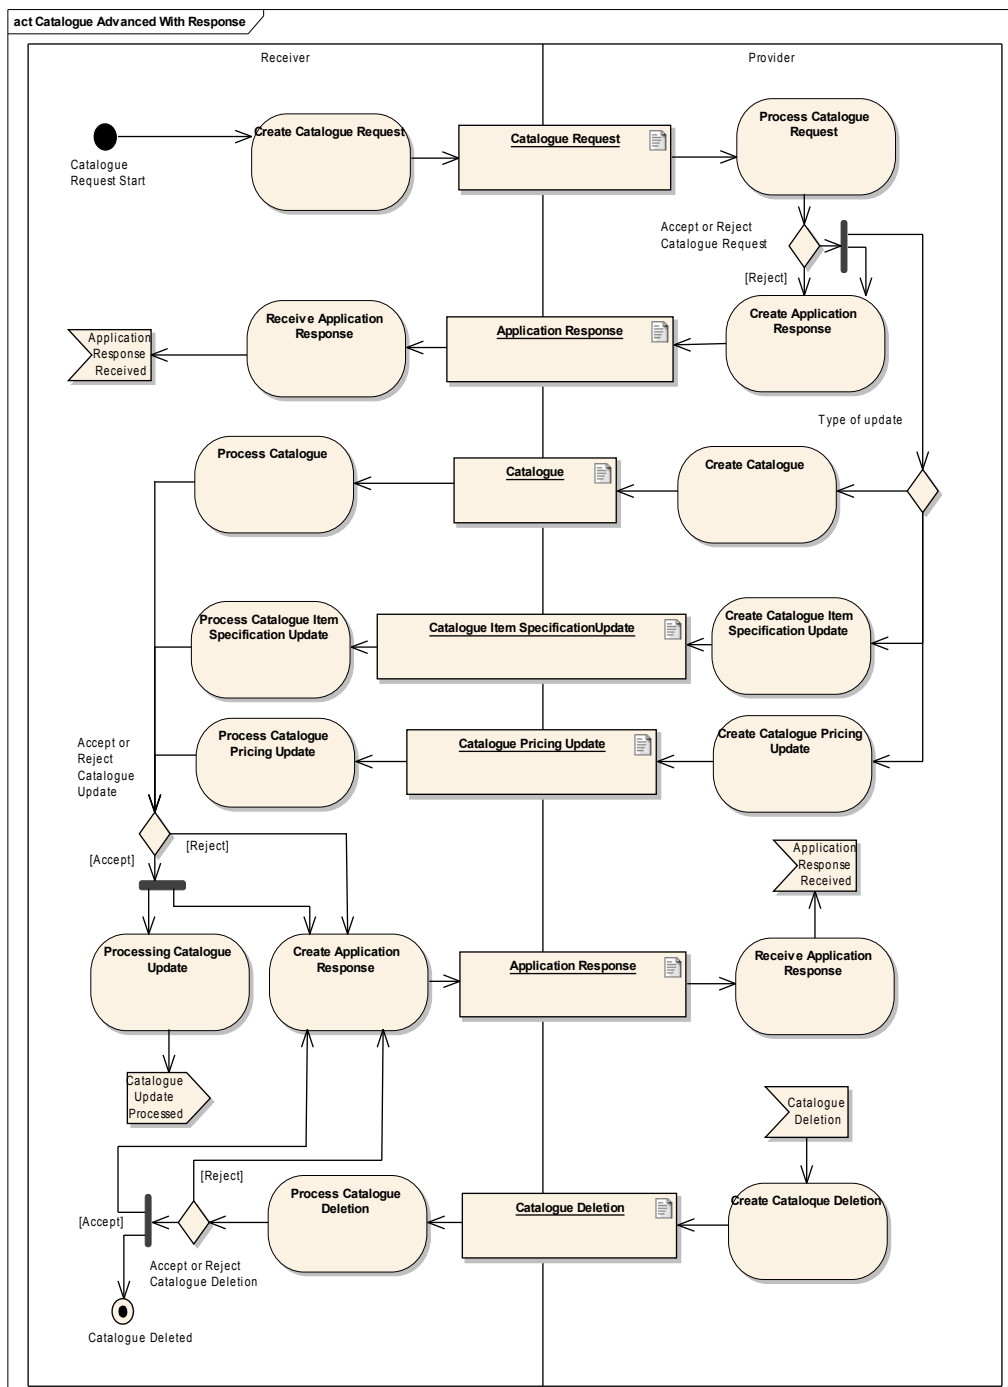 act Catalogue Advanced With Response
Receiver
Provider
Create Catalogue Request
Catalogue Request
Process Catalogue
Request
Catalogue
Request Start
Accept or Reject
Catalogue Request
[Reject]
Application
Response
Received
Receive Application
Response
Application Response
Create Application
Response
Type of update
Process Catalogue
Catalogue
Create Catalogue
Process Catalogue Item
Specification Update
Catalogue Item SpecificationUpdate
Create Catalogue Item
Specification Update
Process Catalogue
Pricing Update
Catalogue Pricing Update
Create Catalogue Pricing
Update
Accept or
Reject
Catalogue
Update
[Accept]
[Reject]
Application
Response
Received
Processing Catalogue
Update
Create Application
Response
Application Response
Receive Application
Response
Catalogue
Update
Processed
Catalogue
Deletion
[Reject]
Process Catalogue
Deletion
Catalogue Deletion
Create Catalogue Deletion
[Accept]
Accept or Reject
Catalogue Deletion
Catalogue Deleted